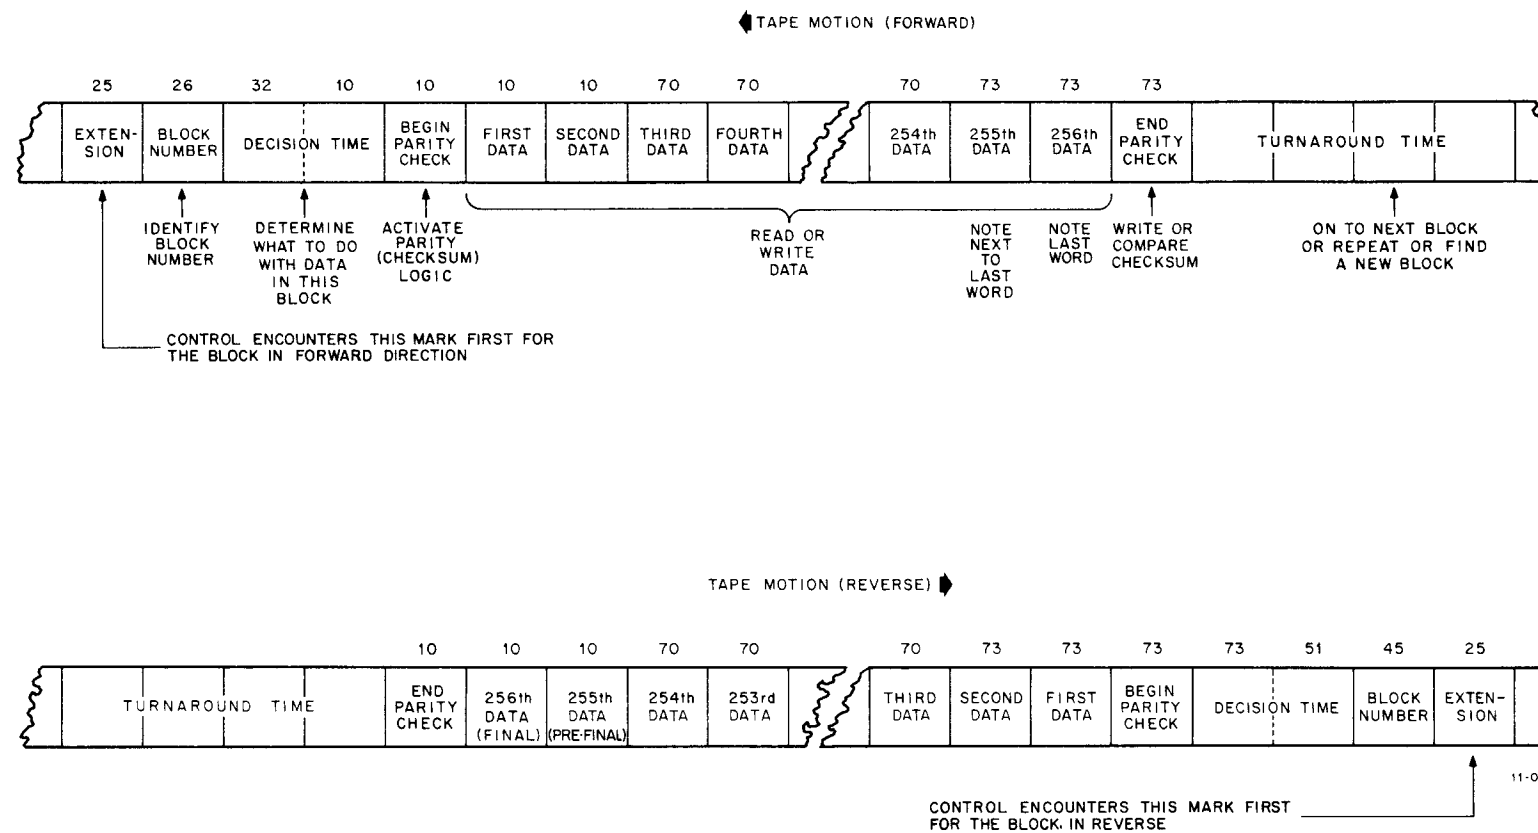 TAPE MOTION (FORWARD)
25 26 32 10 10 10 10 70 70 70 73 73 73
EXTEN-
SION
BLOCK
NUMBER
DECISION TIME
BEGIN
PARITY
CHECK
FIRST
DATA
SECOND
DATA
THIRD
DATA
FOURTH
DATA
254th
DATA
255th
DATA
256th
DATA
END
PARITY
CHECK
TURNAROUND TIME
IDENTIFY
BLOCK
NUMBER
DETERMINE
WHAT TO DO
WITH DATA
IN THIS
BLOCK
ACTIVATE
PARITY
(CHECKSUM)
LOGIC
READ OR
WRITE
DATA
NOTE
NEXT
TO
LAST
WORD
NOTE
LAST
WORD
WRITE OR
COMPARE
CHECKSUM
ON TO NEXT BLOCK
OR REPEAT OR FIND
A NEW BLOCK
CONTROL ENCOUNTERS THIS MARK FIRST FOR
THE BLOCK IN FORWARD DIRECTION
TAPE MOTION (REVERSE)
10 10 10 70 70 70 73 73 73 73 51 45 25
TURNAROUND TIME
END
PARITY
CHECK
256th
DATA
(FINAL)
255th
DATA
(PRE-FINAL)
254th
DATA
253rd
DATA
THIRD
DATA
SECOND
DATA
FIRST
DATA
BEGIN
PARITY
CHECK
DECISION TIME
BLOCK
NUMBER
EXTEN-
SION
11-0
CONTROL ENCOUNTERS THIS MARK FIRST
FOR THE BLOCK IN REVERSE